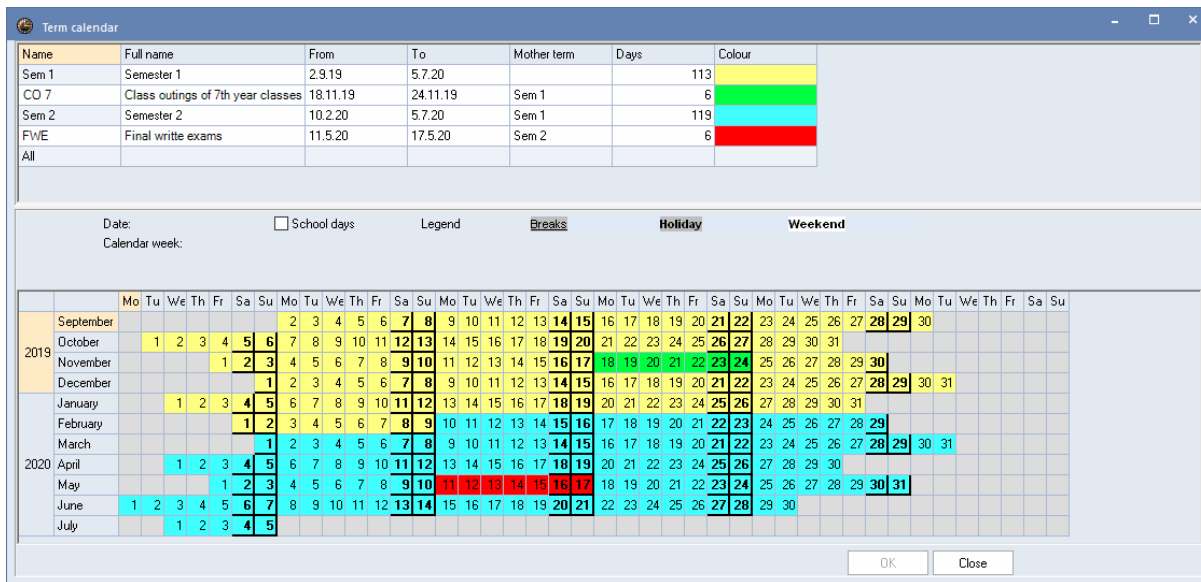 Term calendar
Name Full name From To Mother term Days Colour
Sem 1 Semester 1 2.9.19 5.7.20 113
CO 7 Class outings of 7th year classes 18.11.19 24.11.19 Sem 1 6
Sem 2 Semester 2 10.2.20 5.7.20 Sem 1 119
FWE Final writte exams 11.5.20 17.5.20 Sem 2 6
All
Date: School days Legend Breaks Holiday Weekend
Calendar week:
Mo Tu We Th Fr Sa Su Mo Tu We Th Fr Sa Su Mo Tu We Th Fr Sa Su Mo Tu We Th Fr Sa Su Mo Tu We Th Fr Sa Su Mo Tu We Th Fr Sa Su
2019
September 2 3 4 5 6 7 8 9 10 11 12 13 14 15 16 17 18 19 20 21 22 23 24 25 26 27 28 29 30
October 1 2 3 4 5 6 7 8 9 10 11 12 13 14 15 16 17 18 19 20 21 22 23 24 25 26 27 28 29 30 31
November 1 2 3 4 5 6 7 8 9 10 11 12 13 14 15 16 17 18 19 20 21 22 23 24 25 26 27 28 29 30
December 1 2 3 4 5 6 7 8 9 10 11 12 13 14 15 16 17 18 19 20 21 22 23 24 25 26 27 28 29 30 31
2020
January 1 2 3 4 5 6 7 8 9 10 11 12 13 14 15 16 17 18 19 20 21 22 23 24 25 26 27 28 29 30 31
February 1 2 3 4 5 6 7 8 9 10 11 12 13 14 15 16 17 18 19 20 21 22 23 24 25 26 27 28 29
March 1 2 3 4 5 6 7 8 9 10 11 12 13 14 15 16 17 18 19 20 21 22 23 24 25 26 27 28 29 30 31
April 1 2 3 4 5 6 7 8 9 10 11 12 13 14 15 16 17 18 19 20 21 22 23 24 25 26 27 28 29 30
May 1 2 3 4 5 6 7 8 9 10 11 12 13 14 15 16 17 18 19 20 21 22 23 24 25 26 27 28 29 30 31
June 1 2 3 4 5 6 7 8 9 10 11 12 13 14 15 16 17 18 19 20 21 22 23 24 25 26 27 28 29 30
July 1 2 3 4 5
OK Close